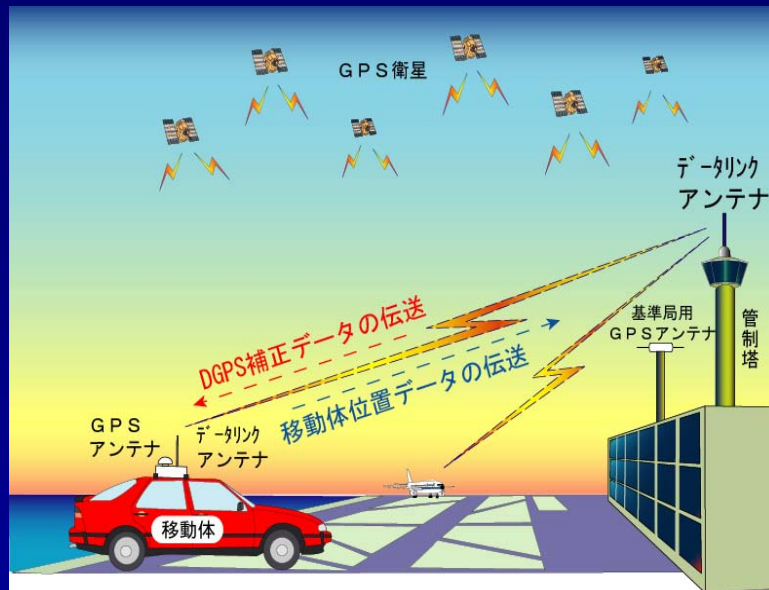 GPS衛星
ﾃﾞｰﾀﾘﾝｸ
アンテナ
基準局用
GPSアンテナ
管制塔
DGPS補正データの伝送
移動体位置データの伝送
GPS
アンテナ
ﾃﾞｰﾀﾘﾝｸ
アンテナ
移動体